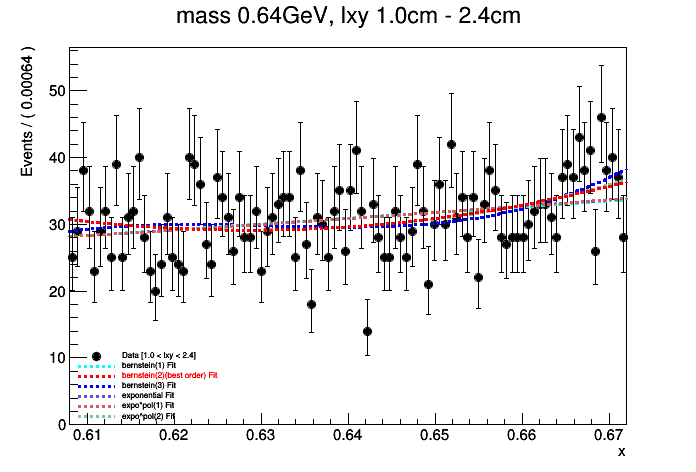 mass 0.64GeV, lxy 1.0cm - 2.4cm
Events / ( 0.00064 )
50
40
30
20
10
0
Data [1.0 < lxy < 2.4]
bernstein(1) Fit
bernstein(2)(best order) Fit
bernstein(3) Fit
exponential Fit
expo*pol(1) Fit
expo*pol(2) Fit
0.61 0.62 0.63 0.64 0.65 0.66 0.67
x